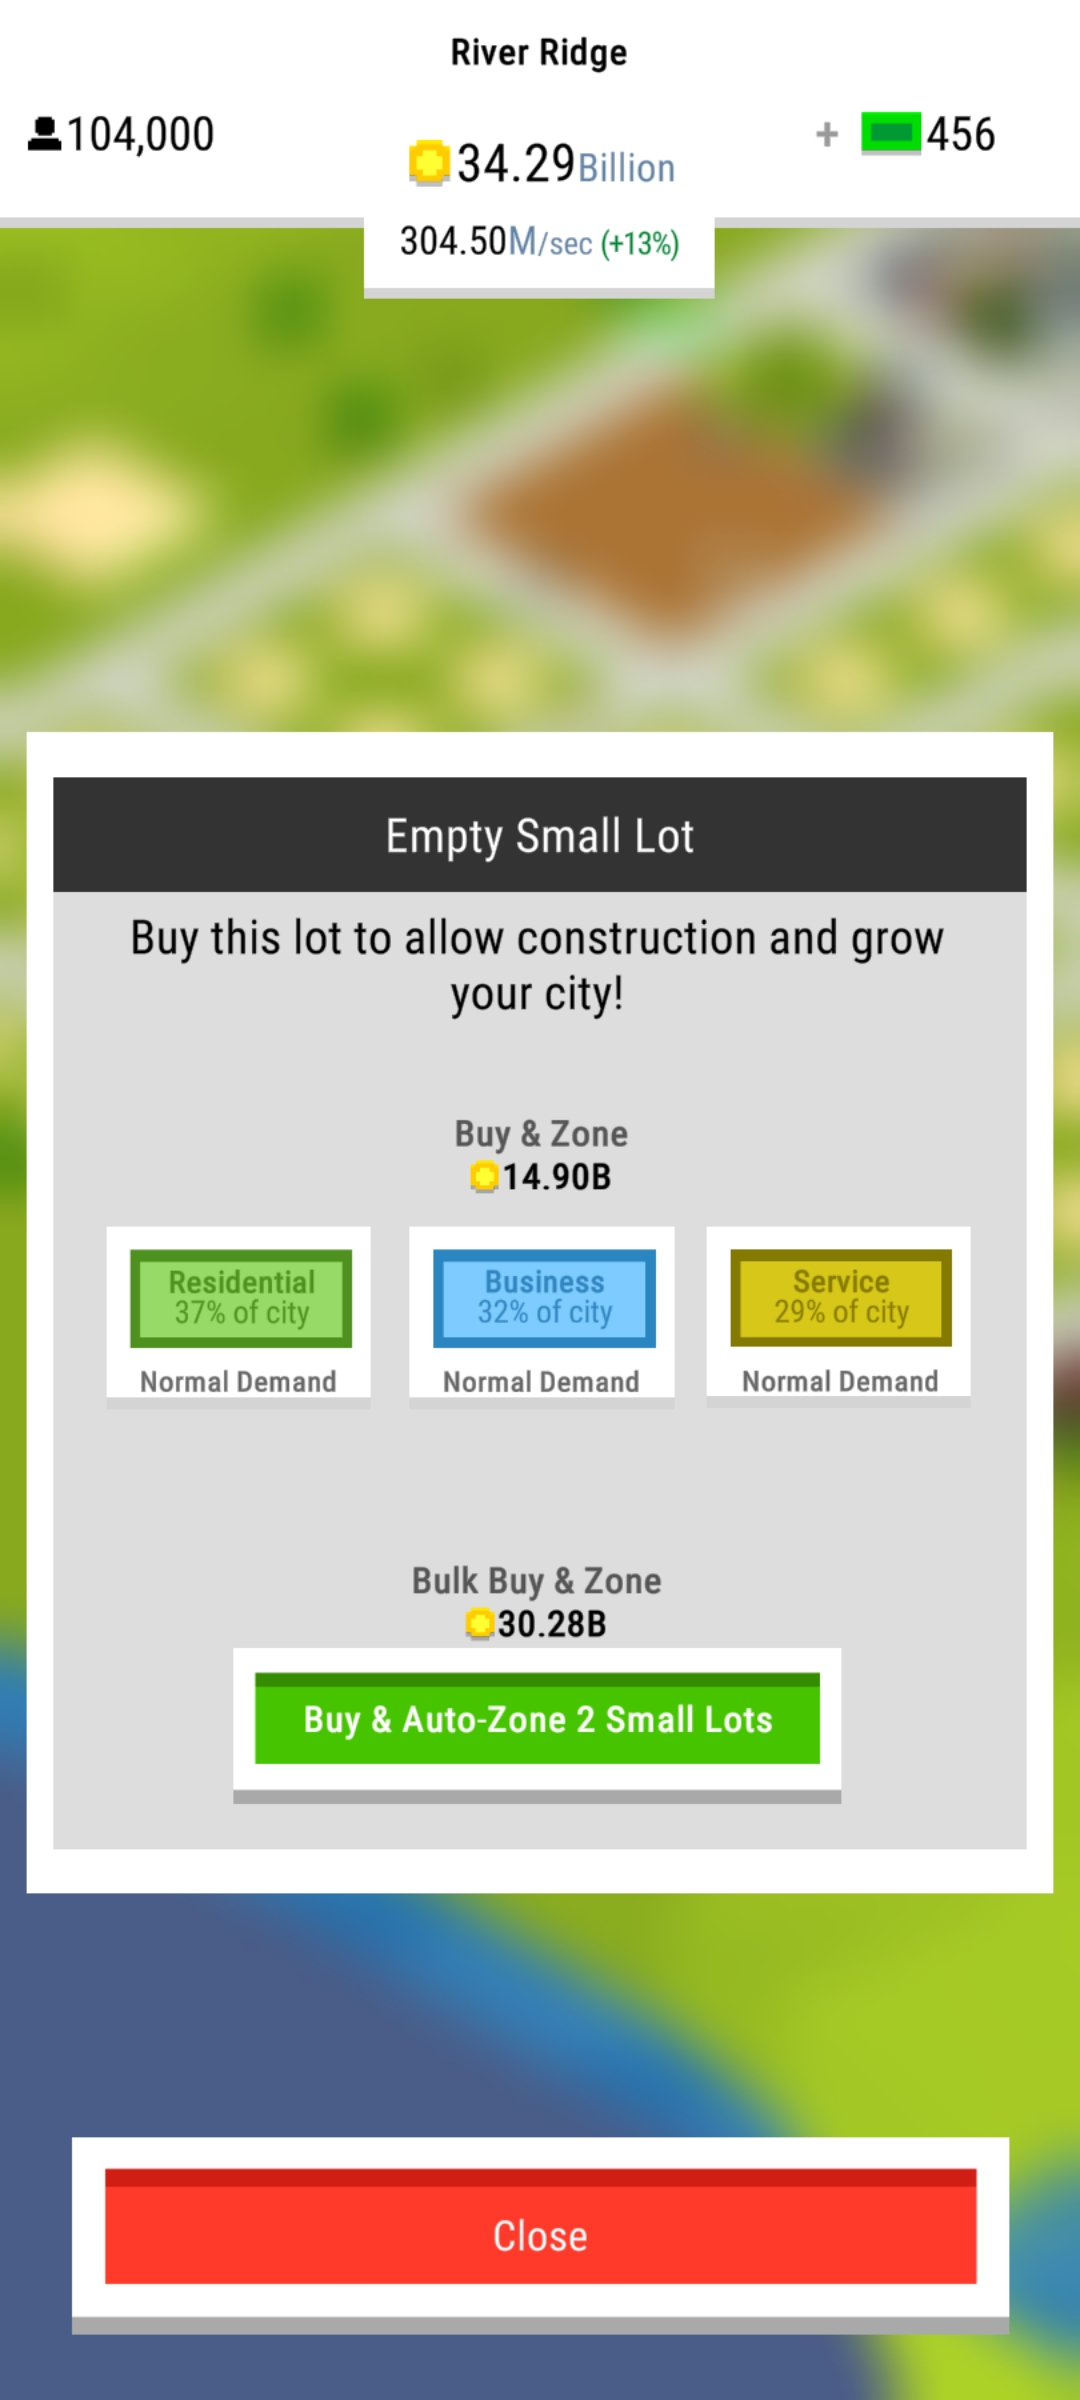 River Ridge
104,000
34.29Billion
+ 456
304.50M/sec (+13%)
Empty Small Lot
Buy this lot to allow construction and grow
your city!
Buy & Zone
14.90B
Residential
37% of city
Normal Demand
Business
32% of city
Normal Demand
Service
29% of city
Normal Demand
Bulk Buy & Zone
30.28B
Buy & Auto-Zone 2 Small Lots
Close